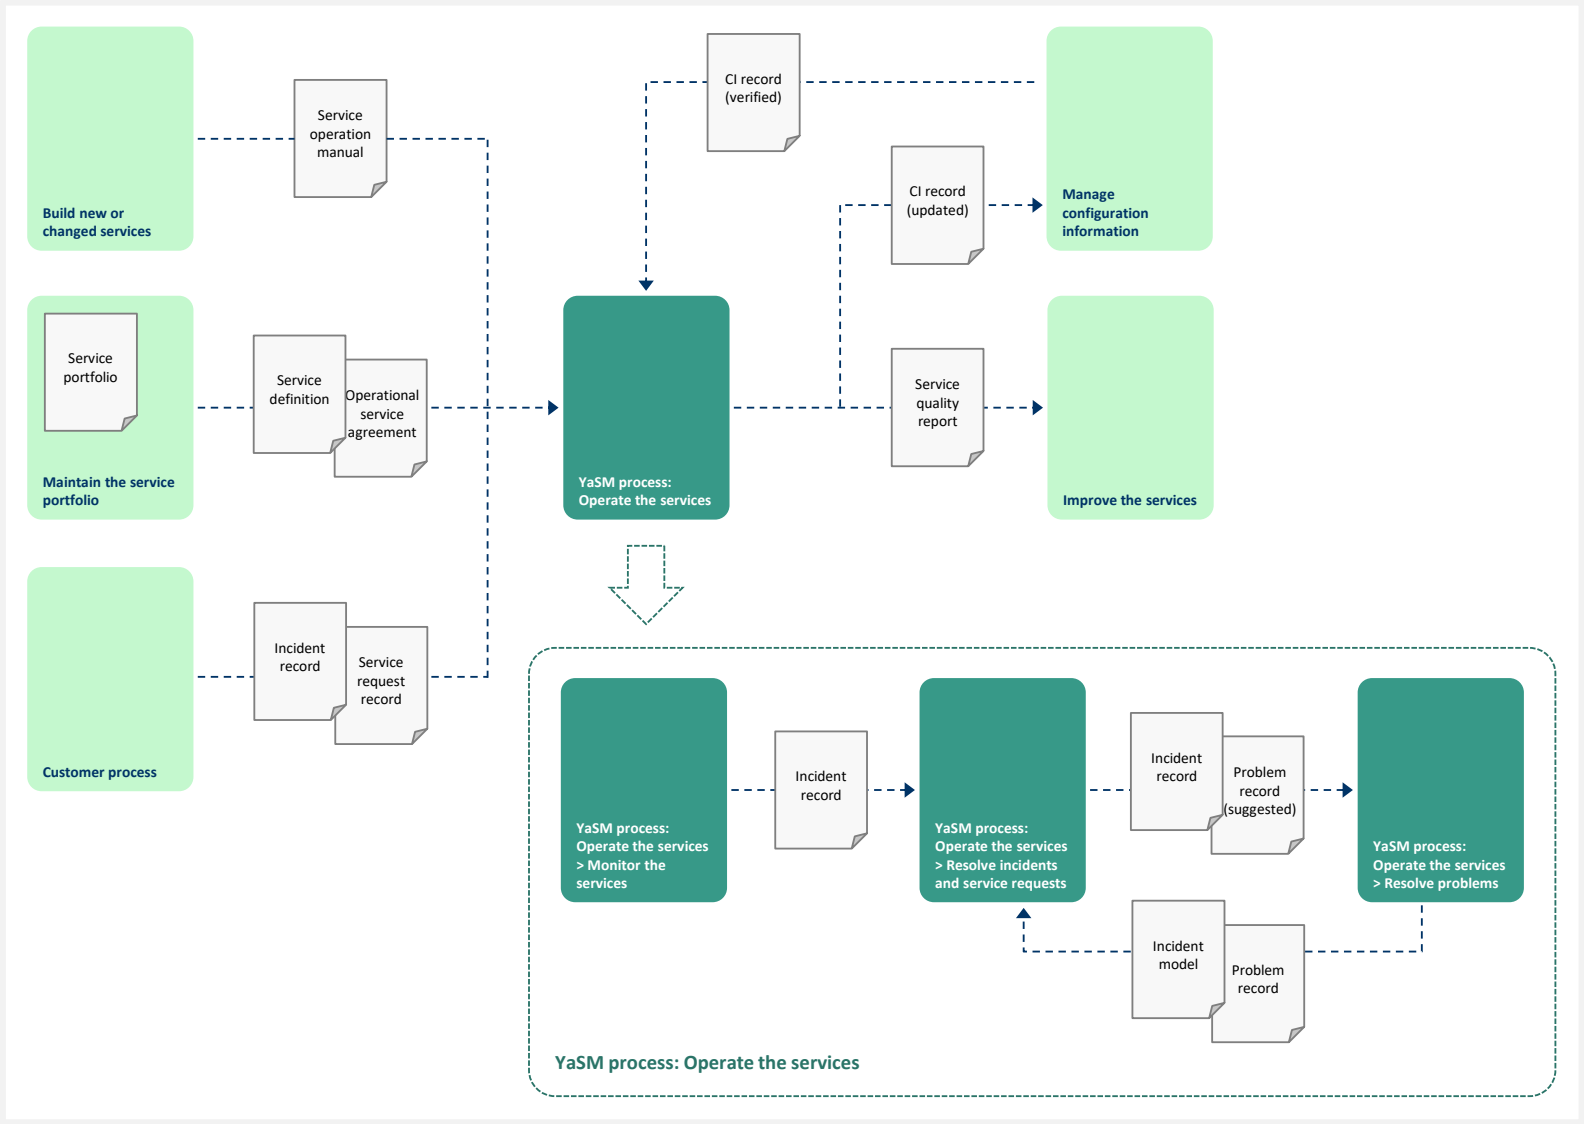 CI record
(verified)
Service
operation
manual
CI record
(updated)
Build new or
changed services
Manage
configuration
information
Service
portfolio
Service
definition
Operational
service
agreement
Service
quality
report
Maintain the service
portfolio
YaSM process:
Operate the services
Improve the services
Incident
record
Service
request
record
Customer process
Incident
record
Incident
record
Problem
record
(suggested)
YaSM process:
Operate the services
> Monitor the
services
YaSM process:
Operate the services
> Resolve incidents
and service requests
YaSM process:
Operate the services
> Resolve problems
Incident
model
Problem
record
YaSM process: Operate the services